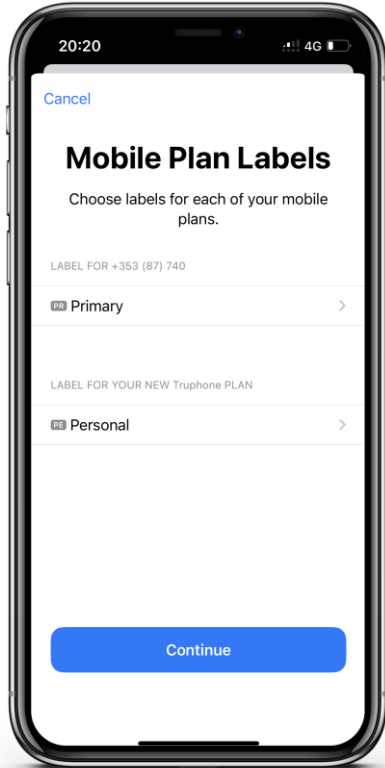 20:20
4G
Cancel
Mobile Plan Labels
Choose labels for each of your mobile
plans.
LABEL FOR +353 (87) 740
PR Primary
LABEL FOR YOUR NEW Truphone PLAN
PE Personal
Continue